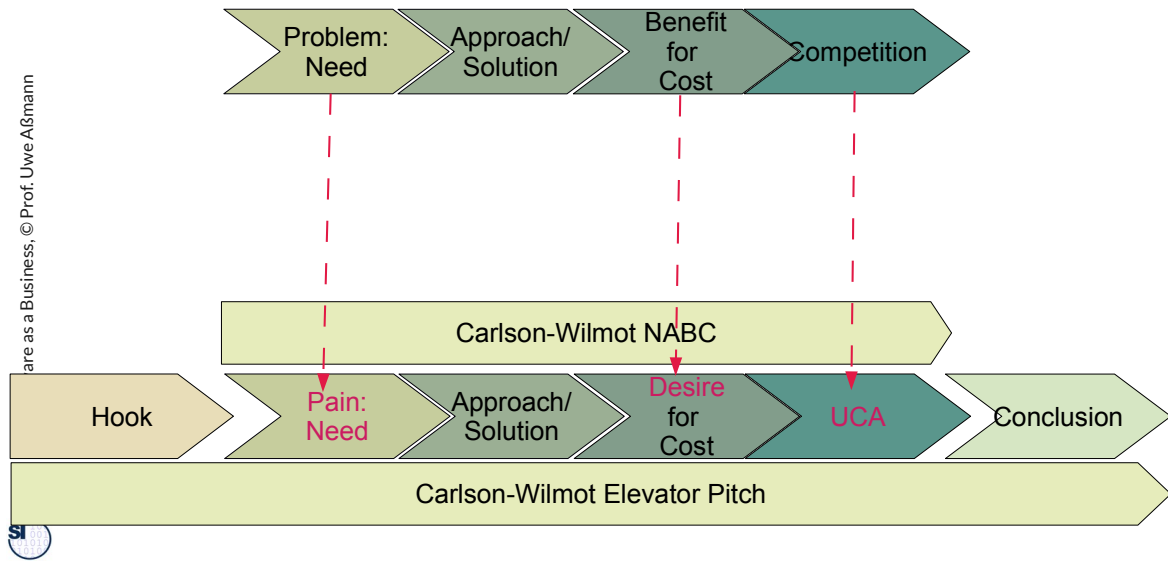 Problem:
Need
Approach/
Solution
Benefit
for
Cost
Competition
are as a Business, © Prof. Uwe Aßmann
Carlson-Wilmot NABC
Hook
Pain:
Need
Approach/
Solution
Desire
for
Cost
UCA
Conclusion
Carlson-Wilmot Elevator Pitch
ST